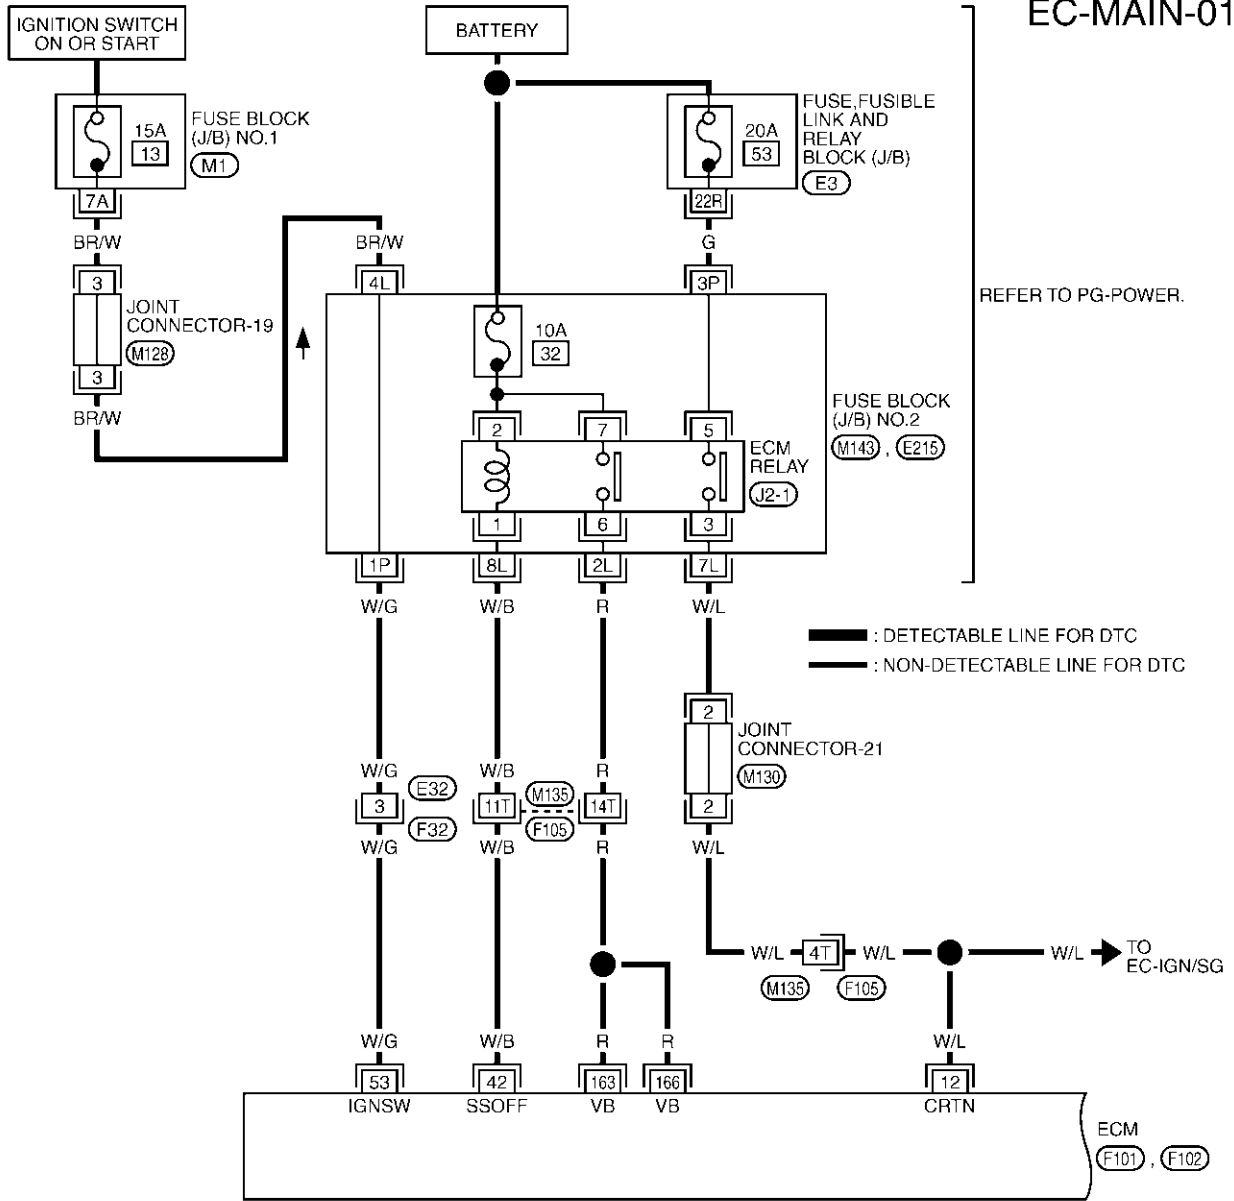 EC-MAIN-01
IGNITION SWITCH
ON OR START
BATTERY
FUSE BLOCK
(J/B) NO.1
M1
15A
13
7A
BR/W
3
JOINT
CONNECTOR-19
M128
3
BR/W
BR/W
4L
20A
53
FUSE,FUSIBLE
LINK AND
RELAY
BLOCK (J/B)
E3
22R
G
3P
REFER TO PG-POWER.
10A
32
2
7
5
ECM
RELAY
J2-1
1
6
3
FUSE BLOCK
(J/B) NO.2
M143 , E215
1P
8L
2L
7L
W/G
W/B
R
W/L
: DETECTABLE LINE FOR DTC
: NON-DETECTABLE LINE FOR DTC
2
JOINT
CONNECTOR-21
M130
2
W/L
W/G
W/B
R
3
E32
F32
11T
M135
F105
14T
W/G
W/B
R
W/L
4T
W/L
W/L
TO
EC-IGN/SG
M135
F105
W/G
W/B
R
R
W/L
53
42
163
166
12
IGNSW
SSOFF
VB
VB
CRTN
ECM
F101 , F102